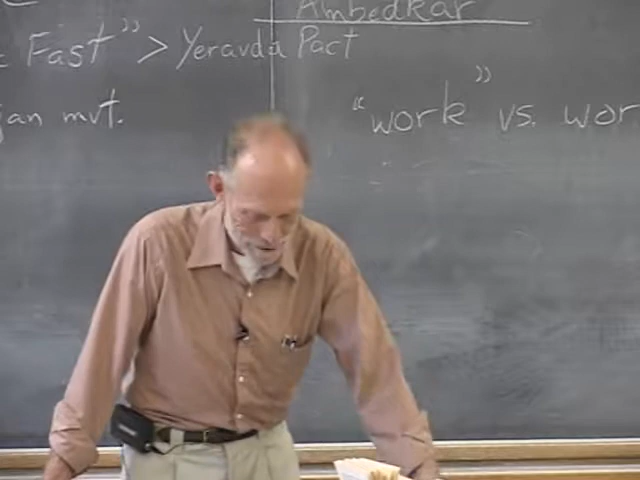 Ambedkar
Fast" > Yeravda Pact
jan mvt.
"work" vs. wor